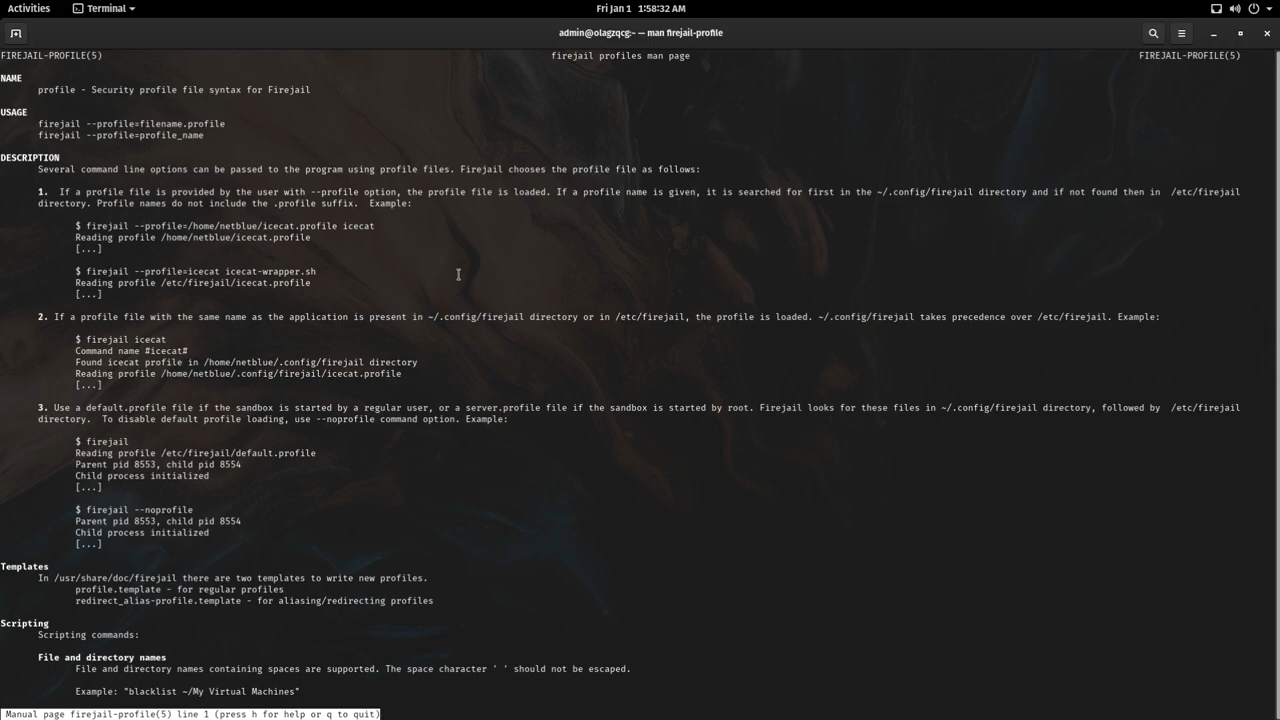 Activities
Terminal
Fri Jan 1 1:58:32 AM
admin@olagzqcg:~ — man firejail-profile
FIREJAIL-PROFILE(5) firejail profiles man page FIREJAIL-PROFILE(5)
NAME
profile - Security profile file syntax for Firejail
USAGE
firejail --profile=filename.profile
firejail --profile=profile_name
DESCRIPTION
Several command line options can be passed to the program using profile files. Firejail chooses the profile file as follows:
1. If a profile file is provided by the user with --profile option, the profile file is loaded. If a profile name is given, it is searched for first in the ~/.config/firejail directory and if not found then in /etc/firejail
directory. Profile names do not include the .profile suffix. Example:
$ firejail --profile=/home/netblue/icecat.profile icecat
Reading profile /home/netblue/icecat.profile
[...]
$ firejail --profile=icecat icecat-wrapper.sh
Reading profile /etc/firejail/icecat.profile
[...]
2. If a profile file with the same name as the application is present in ~/.config/firejail directory or in /etc/firejail, the profile is loaded. ~/.config/firejail takes precedence over /etc/firejail. Example:
$ firejail icecat
Command name #icecat#
Found icecat profile in /home/netblue/.config/firejail directory
Reading profile /home/netblue/.config/firejail/icecat.profile
[...]
3. Use a default.profile file if the sandbox is started by a regular user, or a server.profile file if the sandbox is started by root. Firejail looks for these files in ~/.config/firejail directory, followed by /etc/firejail
directory. To disable default profile loading, use --noprofile command option. Example:
$ firejail
Reading profile /etc/firejail/default.profile
Parent pid 8553, child pid 8554
Child process initialized
[...]
$ firejail --noprofile
Parent pid 8553, child pid 8554
Child process initialized
[...]
Templates
In /usr/share/doc/firejail there are two templates to write new profiles.
profile.template - for regular profiles
redirect_alias-profile.template - for aliasing/redirecting profiles
Scripting
Scripting commands:
File and directory names
File and directory names containing spaces are supported. The space character ' ' should not be escaped.
Example: "blacklist ~/My Virtual Machines"
Manual page firejail-profile(5) line 1 (press h for help or q to quit)